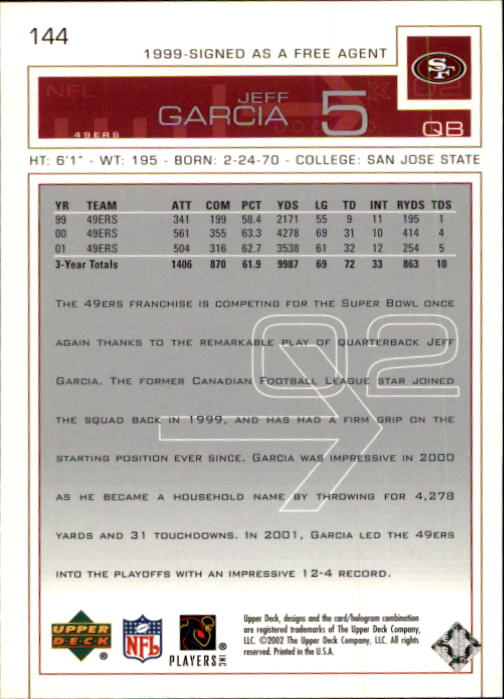 144
1999-SIGNED AS A FREE AGENT
SF
NFL
JEFF
GARCIA 5
49ERS
02
QB
HT: 6'1" - WT: 195 - BORN: 2-24-70 - COLLEGE: SAN JOSE STATE
YR TEAM ATT COM PCT YDS LG TD INT RYDS TDS
99 49ERS 341 199 58.4 2171 55 9 11 195 1
00 49ERS 561 355 63.3 4278 69 31 10 414 4
01 49ERS 504 316 62.7 3538 61 32 12 254 5
3-Year Totals 1406 870 61.9 9987 69 72 33 863 10
THE 49ERS FRANCHISE IS COMPETING FOR THE SUPER BOWL ONCE
AGAIN THANKS TO THE REMARKABLE PLAY OF QUARTERBACK JEFF
GARCIA. THE FORMER CANADIAN FOOTBALL LEAGUE STAR JOINED
THE SQUAD BACK IN 1999, AND HAS HAD A FIRM GRIP ON THE
STARTING POSITION EVER SINCE. GARCIA WAS IMPRESSIVE IN 2000
AS HE BECAME A HOUSEHOLD NAME BY THROWING FOR 4,278
YARDS AND 31 TOUCHDOWNS. IN 2001, GARCIA LED THE 49ERS
INTO THE PLAYOFFS WITH AN IMPRESSIVE 12-4 RECORD.
02
UPPER DECK ®
NFL
PLAYERS INC
Upper Deck, designs and the card/hologram combination
are registered trademarks of The Upper Deck Company,
LLC. ©2002 The Upper Deck Company, LLC. All rights
reserved. Printed in the U.S.A.